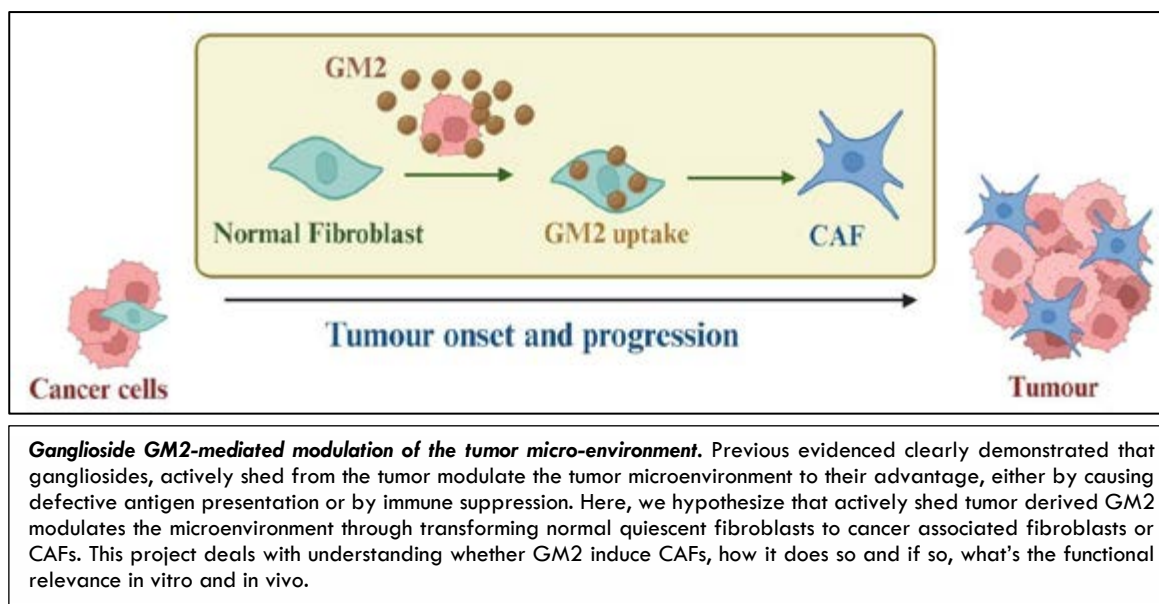 GM2
Normal Fibroblast
GM2 uptake
CAF
Tumour onset and progression
Cancer cells
Tumour
Ganglioside GM2-mediated modulation of the tumor micro-environment. Previous evidenced clearly demonstrated that
gangliosides, actively shed from the tumor modulate the tumor microenvironment to their advantage, either by causing
defective antigen presentation or by immune suppression. Here, we hypothesize that actively shed tumor derived GM2
modulates the microenvironment through transforming normal quiescent fibroblasts to cancer associated fibroblasts or
CAFs. This project deals with understanding whether GM2 induce CAFs, how it does so and if so, what's the functional
relevance in vitro and in vivo.